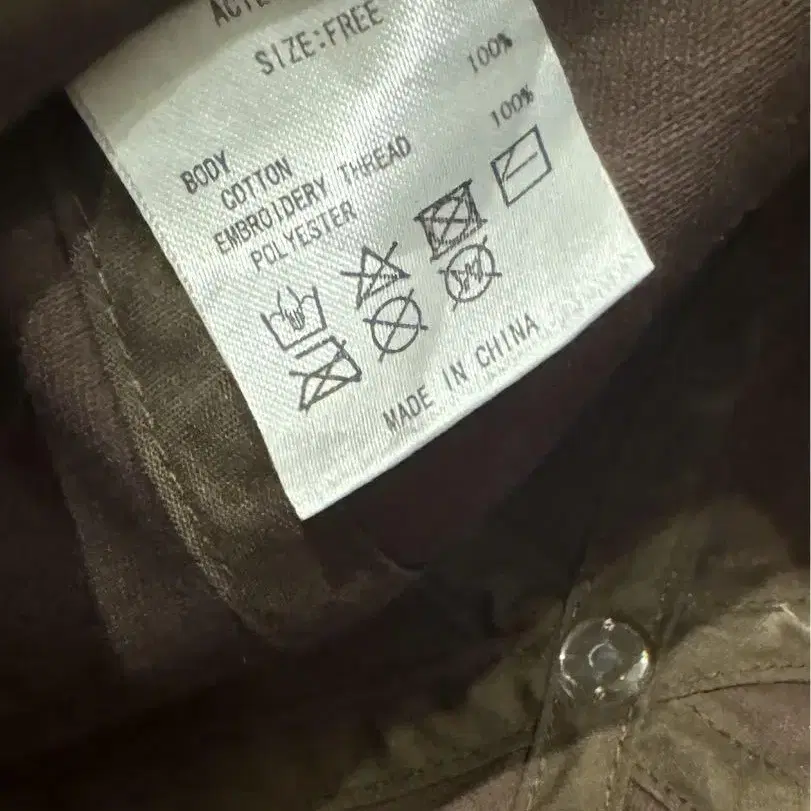 SIZE:FREE
BODY
COTTON 100%
EMBROIDERY THREAD
POLYESTER 100%
MADE IN CHINA